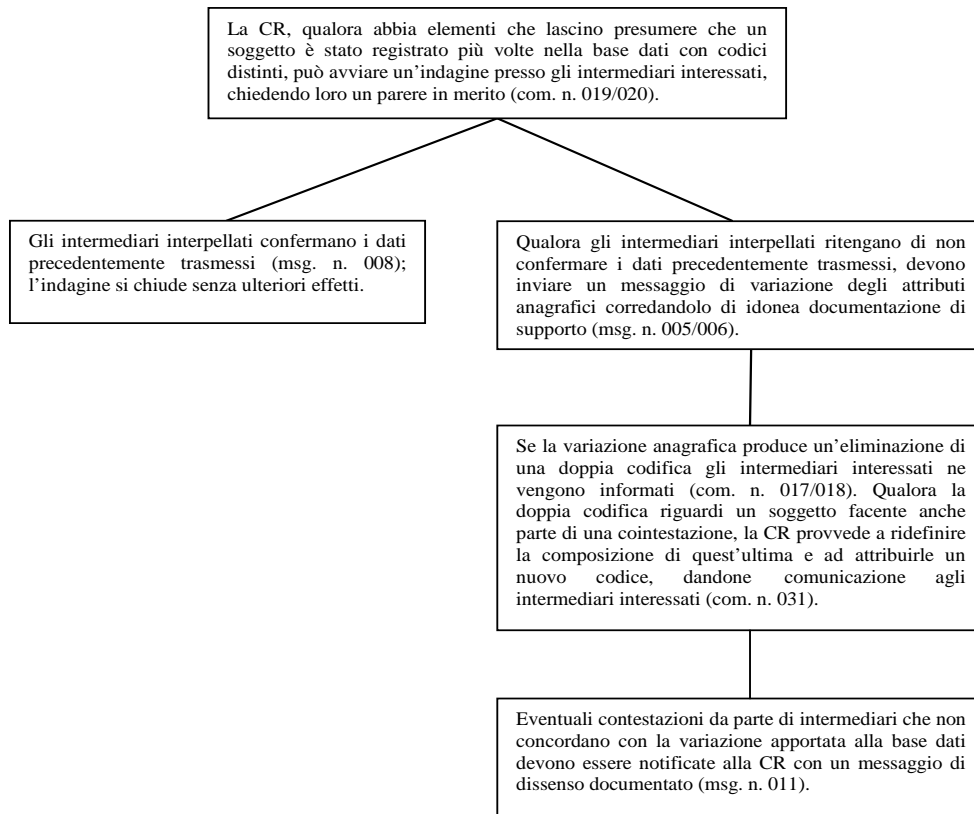 La CR, qualora abbia elementi che lascino presumere che un
soggetto è stato registrato più volte nella base dati con codici
distinti, può avviare un'indagine presso gli intermediari interessati,
chiedendo loro un parere in merito (com. n. 019/020).
Gli intermediari interpellati confermano i dati
precedentemente trasmessi (msg. n. 008);
l'indagine si chiude senza ulteriori effetti.
Qualora gli intermediari interpellati ritengano di non
confermare i dati precedentemente trasmessi, devono
inviare un messaggio di variazione degli attributi
anagrafici corredandolo di idonea documentazione di
supporto (msg. n. 005/006).
Se la variazione anagrafica produce un'eliminazione di
una doppia codifica gli intermediari interessati ne
vengono informati (com. n. 017/018). Qualora la
doppia codifica riguardi un soggetto facente anche
parte di una cointestazione, la CR provvede a ridefinire
la composizione di quest'ultima e ad attribuirle un
nuovo codice, dandone comunicazione agli
intermediari interessati (com. n. 031).
Eventuali contestazioni da parte di intermediari che non
concordano con la variazione apportata alla base dati
devono essere notificate alla CR con un messaggio di
dissenso documentato (msg. n. 011).